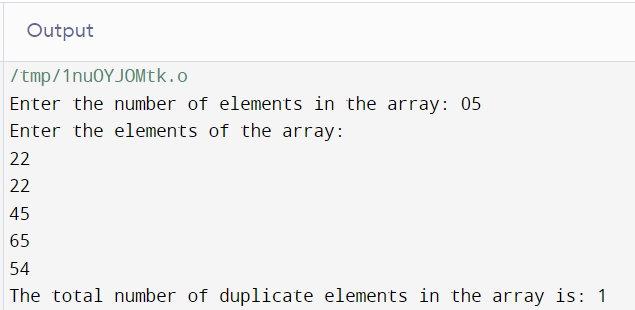 Output
/tmp/1nuOYJOMtk.o
Enter the number of elements in the array: 05
Enter the elements of the array:
22
22
45
65
54
The total number of duplicate elements in the array is: 1